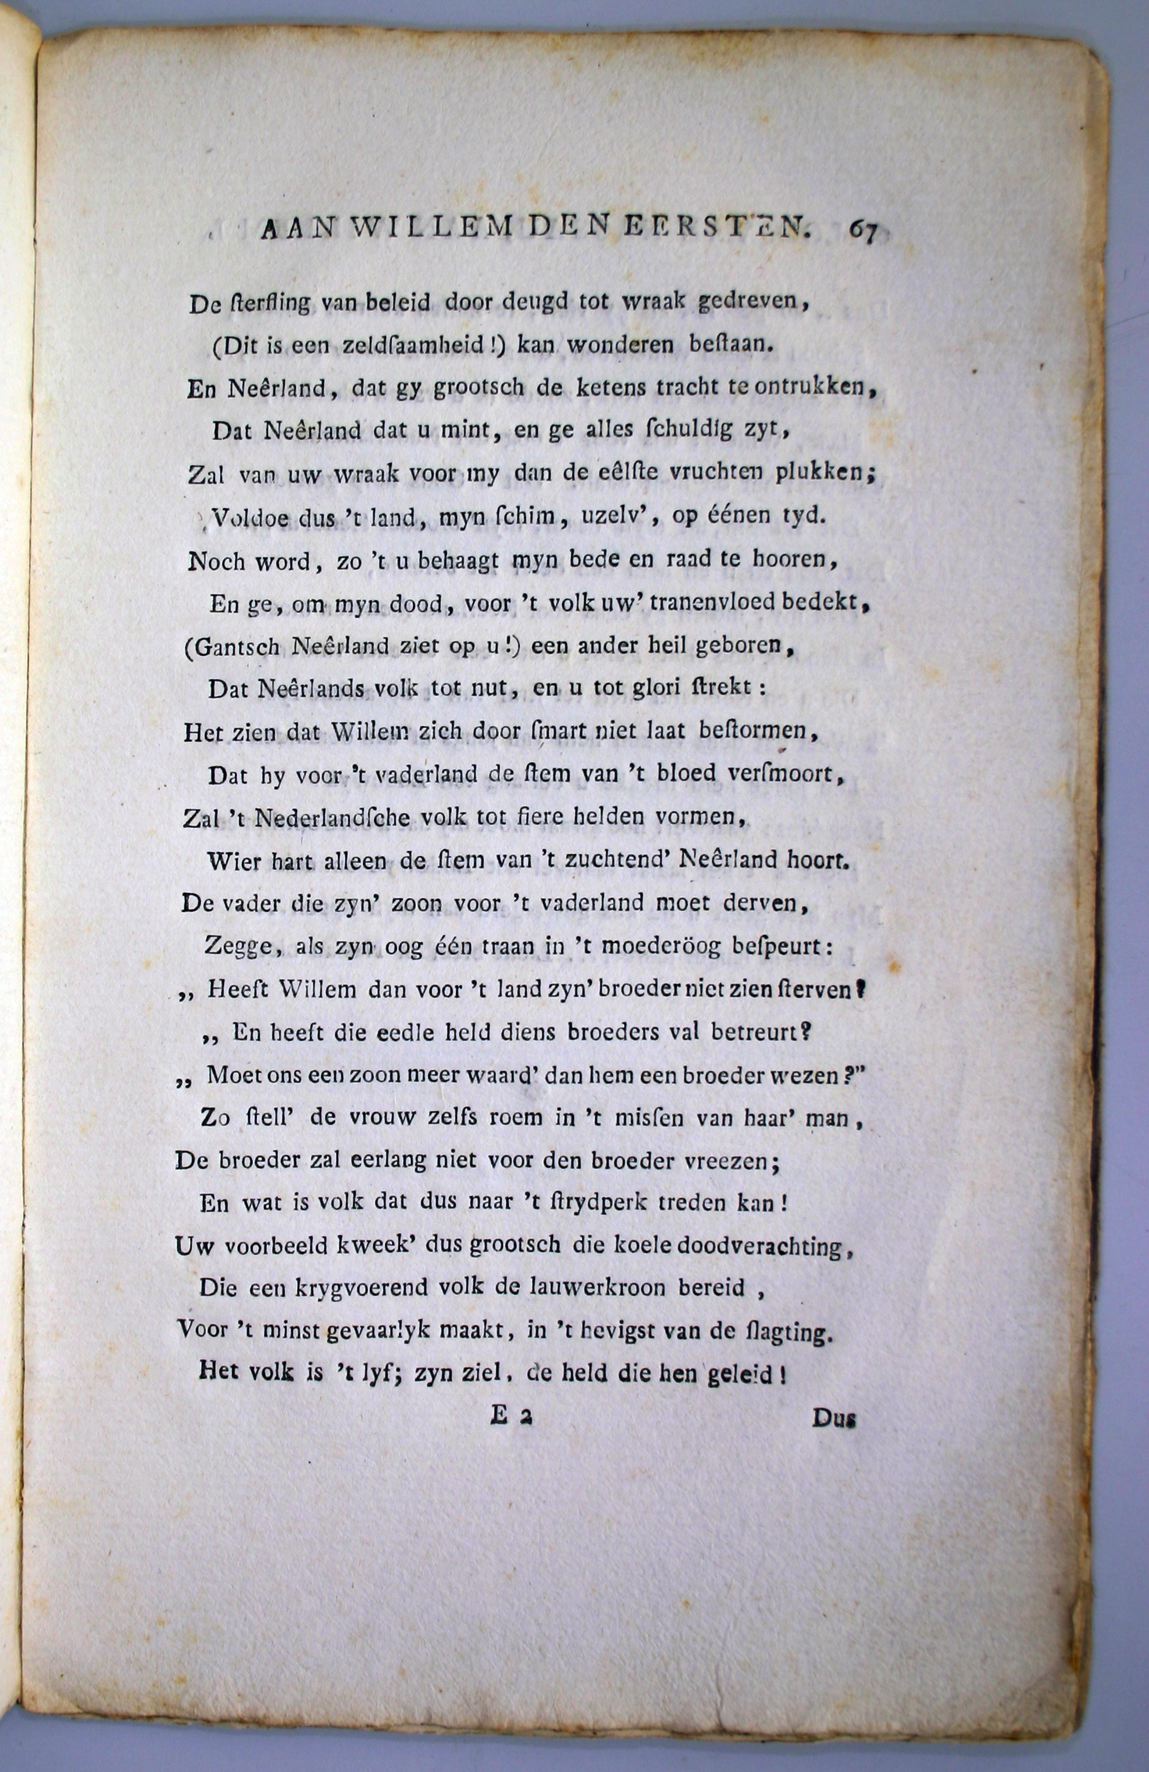 AAN WILLEM DEN EERSTEN. 67
De ſterfling van beleid door deugd tot wraak gedreven,
(Dit is een zeldſaamheid!) kan wonderen beſtaan.
En Neêrland, dat gy grootsch de ketens tracht te ontrukken,
Dat Neêrland dat u mint, en ge alles ſchuldig zyt,
Zal van uw wraak voor my dan de eêlſte vruchten plukken;
Voldoe dus 't land, myn ſchim, uzelv', op éénen tyd.
Noch word, zo 't u behaagt myn bede en raad te hooren,
En ge, om myn dood, voor 't volk uw' tranenvloed bedekt,
(Gantsch Neêrland ziet op u!) een ander heil geboren,
Dat Neêrlands volk tot nut, en u tot glori ſtrekt:
Het zien dat Willem zich door ſmart niet laat beſtormen,
Dat hy voor 't vaderland de ſtem van 't bloed verſmoort,
Zal 't Nederlandſche volk tot fiere helden vormen,
Wier hart alleen de ſtem van 't zuchtend' Neêrland hoort.
De vader die zyn' zoon voor 't vaderland moet derven,
Zegge, als zyn oog één traan in 't moederöog beſpeurt:
„ Heeft Willem dan voor 't land zyn' broeder niet zien ſterven?
„ En heeft die eedle held diens broeders val betreurt?
„ Moet ons een zoon meer waard' dan hem een broeder wezen?"
Zo ſtell' de vrouw zelfs roem in 't misſen van haar' man,
De broeder zal eerlang niet voor den broeder vreezen;
En wat is volk dat dus naar 't ſtrydperk treden kan!
Uw voorbeeld kweek' dus grootsch die koele doodverachting,
Die een krygvoerend volk de lauwerkroon bereid,
Voor 't minst gevaarlyk maakt, in 't hevigst van de ſlagting.
Het volk is 't lyf; zyn ziel, de held die hen geleid!
E 2 Dus